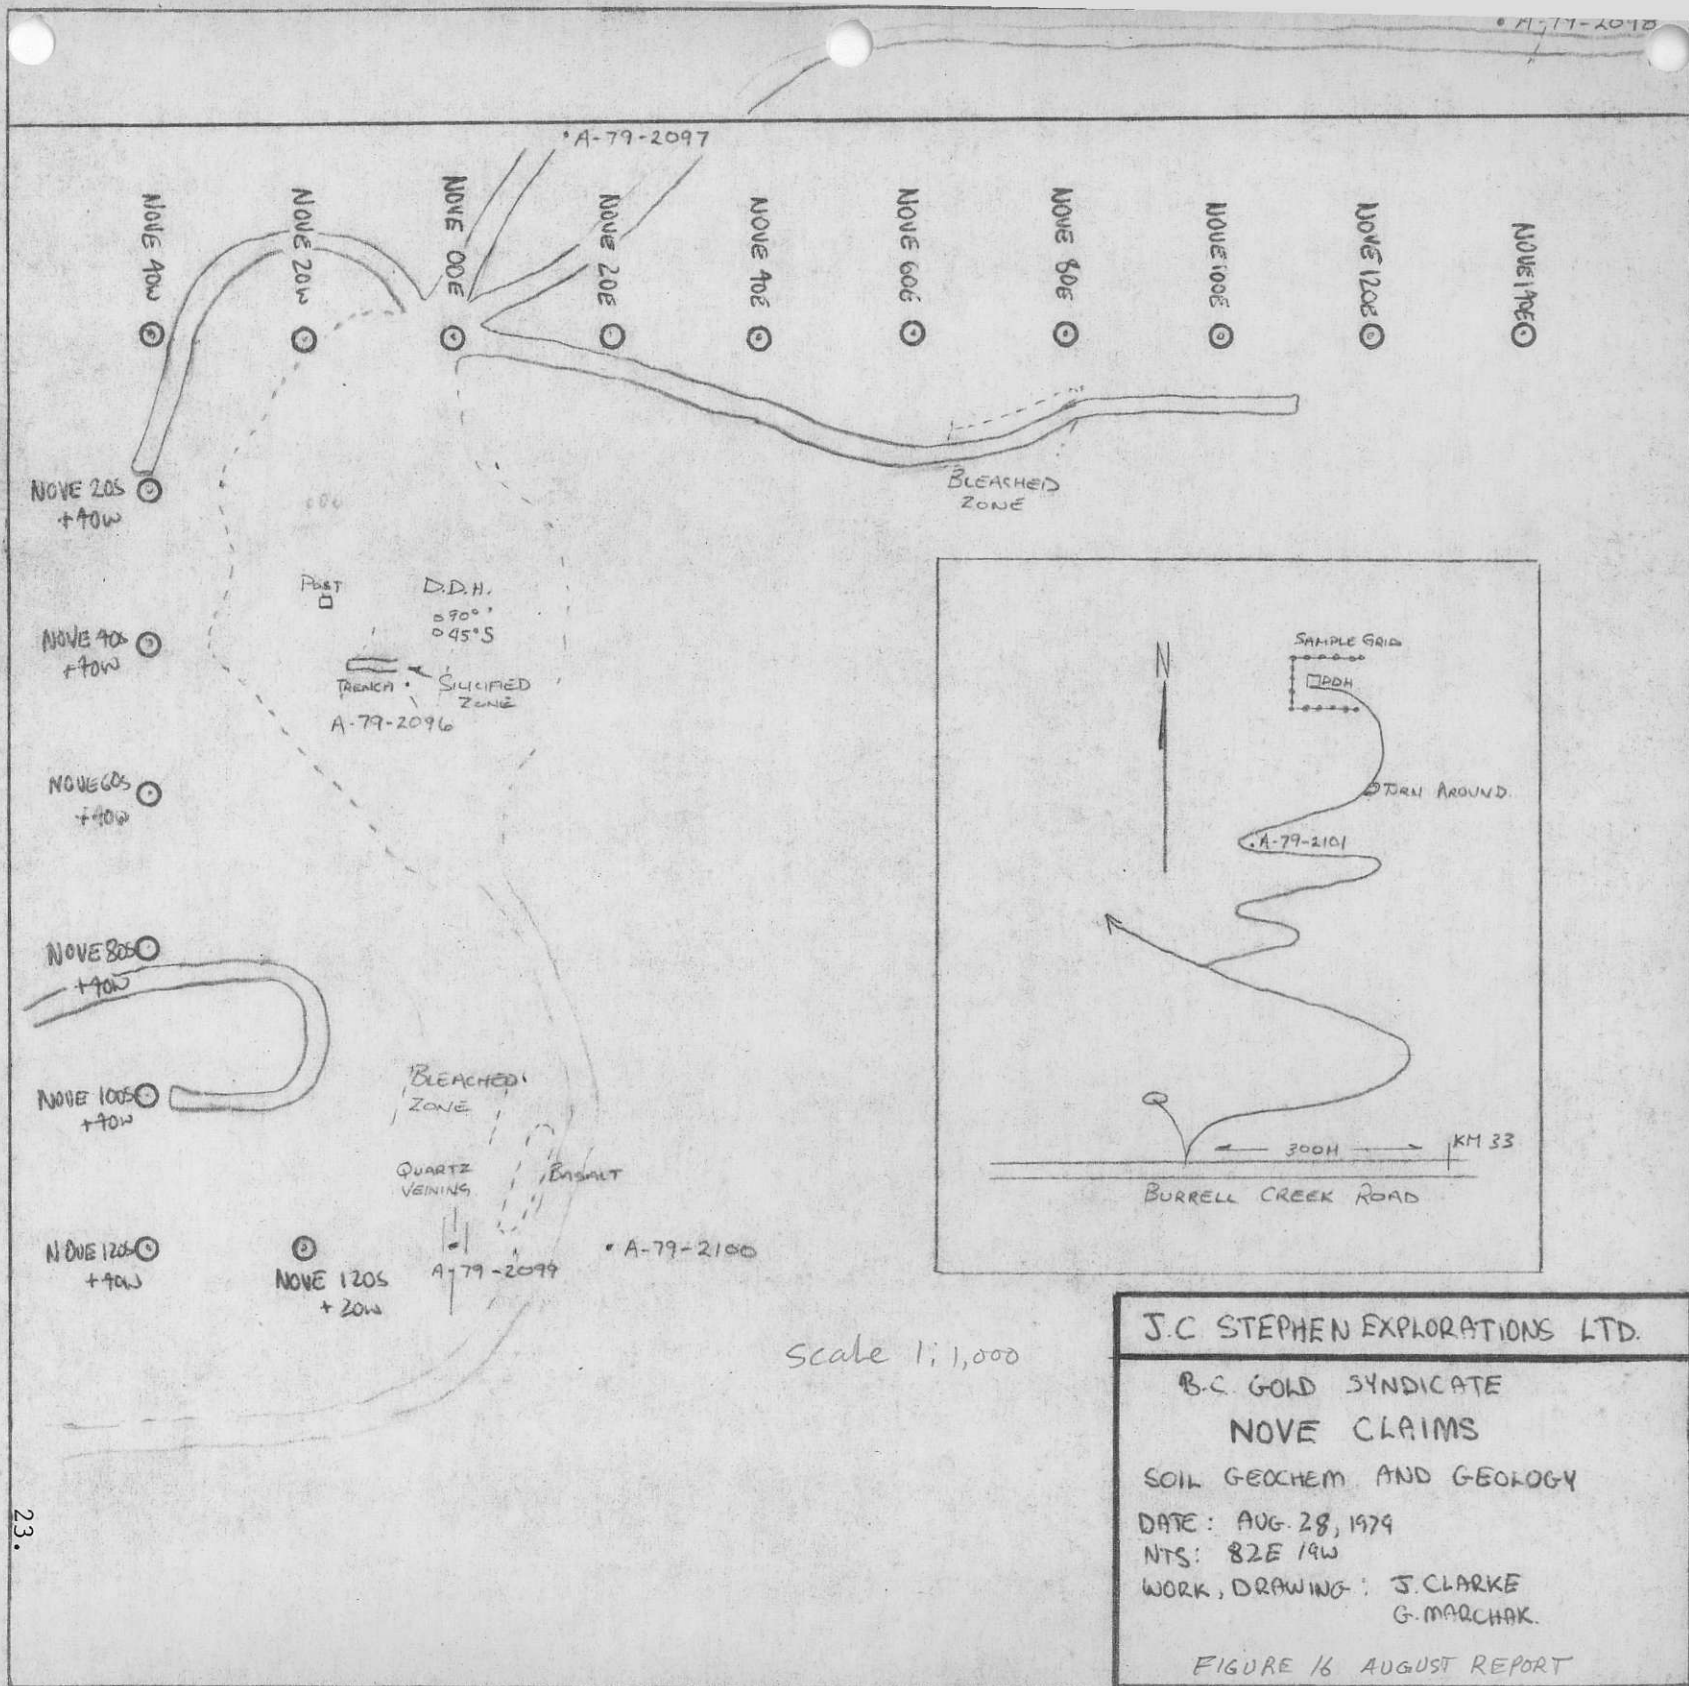 A-79-2098
A-79-2097
NOVE 40W
NOVE 20W
NOVE 00E
NOVE 20E
NOVE 40E
NOVE 60E
NOVE 80E
NOVE 100E
NOVE 120E
NOVE 140E
BLEACHED
ZONE
NOVE 20S
+40W
POST
D.D.H.
90°
45°S
NOVE 40S
+40W
TRENCH
SILICIFIED
ZONE
A-79-2096
NOVE 60S
+40W
NOVE 80S
+40W
NOVE 100S
+40W
BLEACHED
ZONE
QUARTZ
VEINING
BASALT
NOVE 120S
+40W
NOVE 120S
+20W
A-79-2099
A-79-2100
SAMPLE GRID
DDH
N
TURN AROUND
A-79-2101
300M
KM 33
BURRELL CREEK ROAD
Scale 1:1,000
J.C STEPHEN EXPLORATIONS LTD.
B.C. GOLD SYNDICATE
NOVE CLAIMS
SOIL GEOCHEM AND GEOLOGY
DATE: AUG. 28, 1979
NTS: 82E 19W
WORK, DRAWING: J. CLARKE
G. MARCHAK.
FIGURE 16 AUGUST REPORT
23.